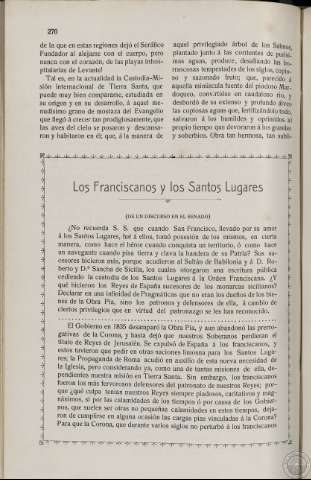 270
de lo que en estas regiones dejó el Seráfico
Fundador al alejarse con el cuerpo, pero
nunca con el corazón, de las playas inhos-
pitalarias de Levante!
Tal es, en la actualidad la Custodia-Mi-
sión internacional de Tierra Santa, que
puede muy bien compararse, estudiada en
su origen y en su desarrollo, á aquel me-
nudísimo grano de mostaza del Evangelio
que llegó á crecer tan prodigiosamente, que
las aves del cielo se posaron y descansa-
ron y habitaron en él; que, á la manera de
aquel privilegiado árbol de los Salmos,
plantado junto á las corrientes de purísi-
mas aguas, produce, desafiando las tre-
mescosas tempestades de los siglos, copio-
so y sazonado fruto; que, parecido á
aquella minúscula fuente del piadoso Mar-
doqueo, convirtióse en caudaloso río, y
desbordó de su extenso y profundo álveo
las copiosas aguas que, fertilizándolo todo,
salvaron á los humildes y oprimidos al
propio tiempo que devoraron á los grandes
y soberbios. Obra tan hermosa, tan subli-
Los Franciscanos y los Santos Lugares
(DE UN DISCURSO EN EL SENADO)
¿No recuerda S. S. que cuando San Francisco, llevado por su amor
á los Santos Lugares, fué á ellos, tomó posesión de los mismos, en cierta
manera, como hace el héroe cuando conquista un territorio, ó como hace
un navegante cuando pisa tierra y clava la bandera de su Patria? Sus su-
cesores hicieron más, porque acudieron al Sultán de Babilonia y á D. Ro-
berto y D.ª Sancha de Sicilia, los cuales otorgaron una escritura pública
cediendo la custodia de los Santos Lugares á la Orden Franciscana. ¿Y
qué hicieron los Reyes de España sucesores de los monarcas sicilianos?
Declarar en una infinidad de Pragmáticas que no eran los dueños de los bie-
nes de la Obra Pía, sino los patronos y defensores de ella, á cambio de
ciertos privilegios que en virtud del patronazgo se les han reconocido.
El Gobierno en 1835 desamparó la Obra Pía, y aun abandonó las prerro-
gativas de la Corona, y hasta dejó que nuestros Soberanos perdieran el
título de Reyes de Jerusalén. Se expulsó de España á los franciscanos, y
estos tuvieron que pedir en otras naciones limosna para los Santos Luga-
res; la Propaganda de Roma acudió en auxilio de esta nueva necesidad de
la Iglesia, pero considerando ya, como una de tantas misiones de ella, de-
pendientes nuestra misión en Tierra Santa. Sin embargo, los franciscanos
fueron los más fervorosos defensores del patronato de nuestros Reyes; por-
que ¿qué culpa tenían nuestros Reyes siempre piadosos, caritativos y mag-
nánimos, si por las calamidades de los tiempos ó por causa de los Gobier-
nos, que suelen ser otras no pequeñas calamidades en estos tiempos, deja-
ron de cumplirse en alguna ocasión las cargas pías vinculadas á la Corona?
Para que la Corona, que durante varios siglos no perturbó á los franciscanos